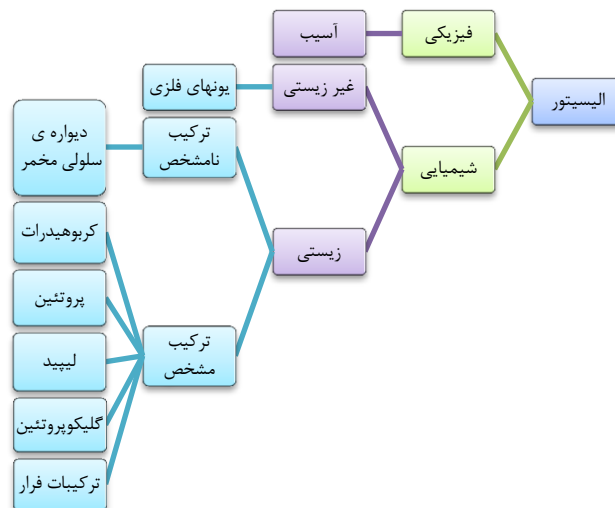 الیسیتور
فیزیکی
آسیب
شیمیایی
غیر زیستی
یونهای فلزی
زیستی
ترکیب
نامشخص
دیواره ی
سلولی مخمر
ترکیب
مشخص
کربوهیدرات
پروتئین
لیپید
گلیکوپروتئین
ترکیبات فرار